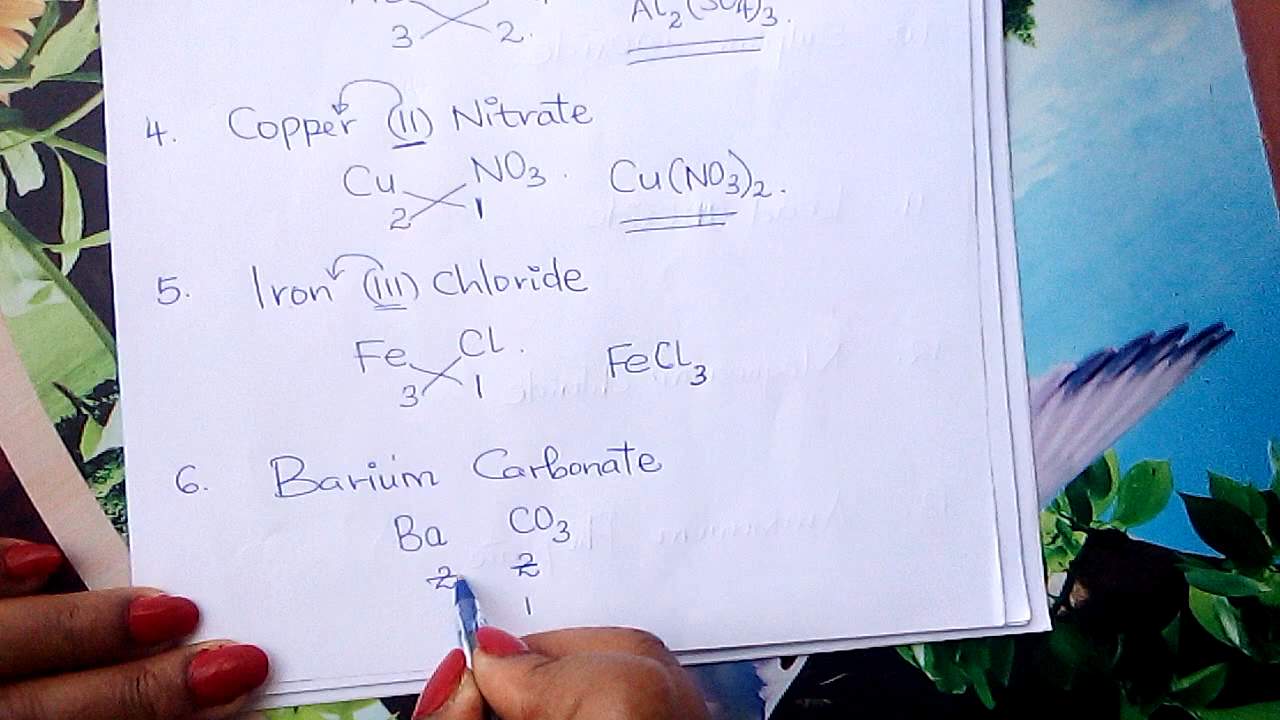 3 2. Al2(SO4)3.
4. Copper (II) Nitrate
Cu NO3. Cu(NO3)2.
2 1
5. Iron (III) Chloride
Fe Cl. FeCl3
3 1
6. Barium Carbonate
Ba CO3
2 2
1